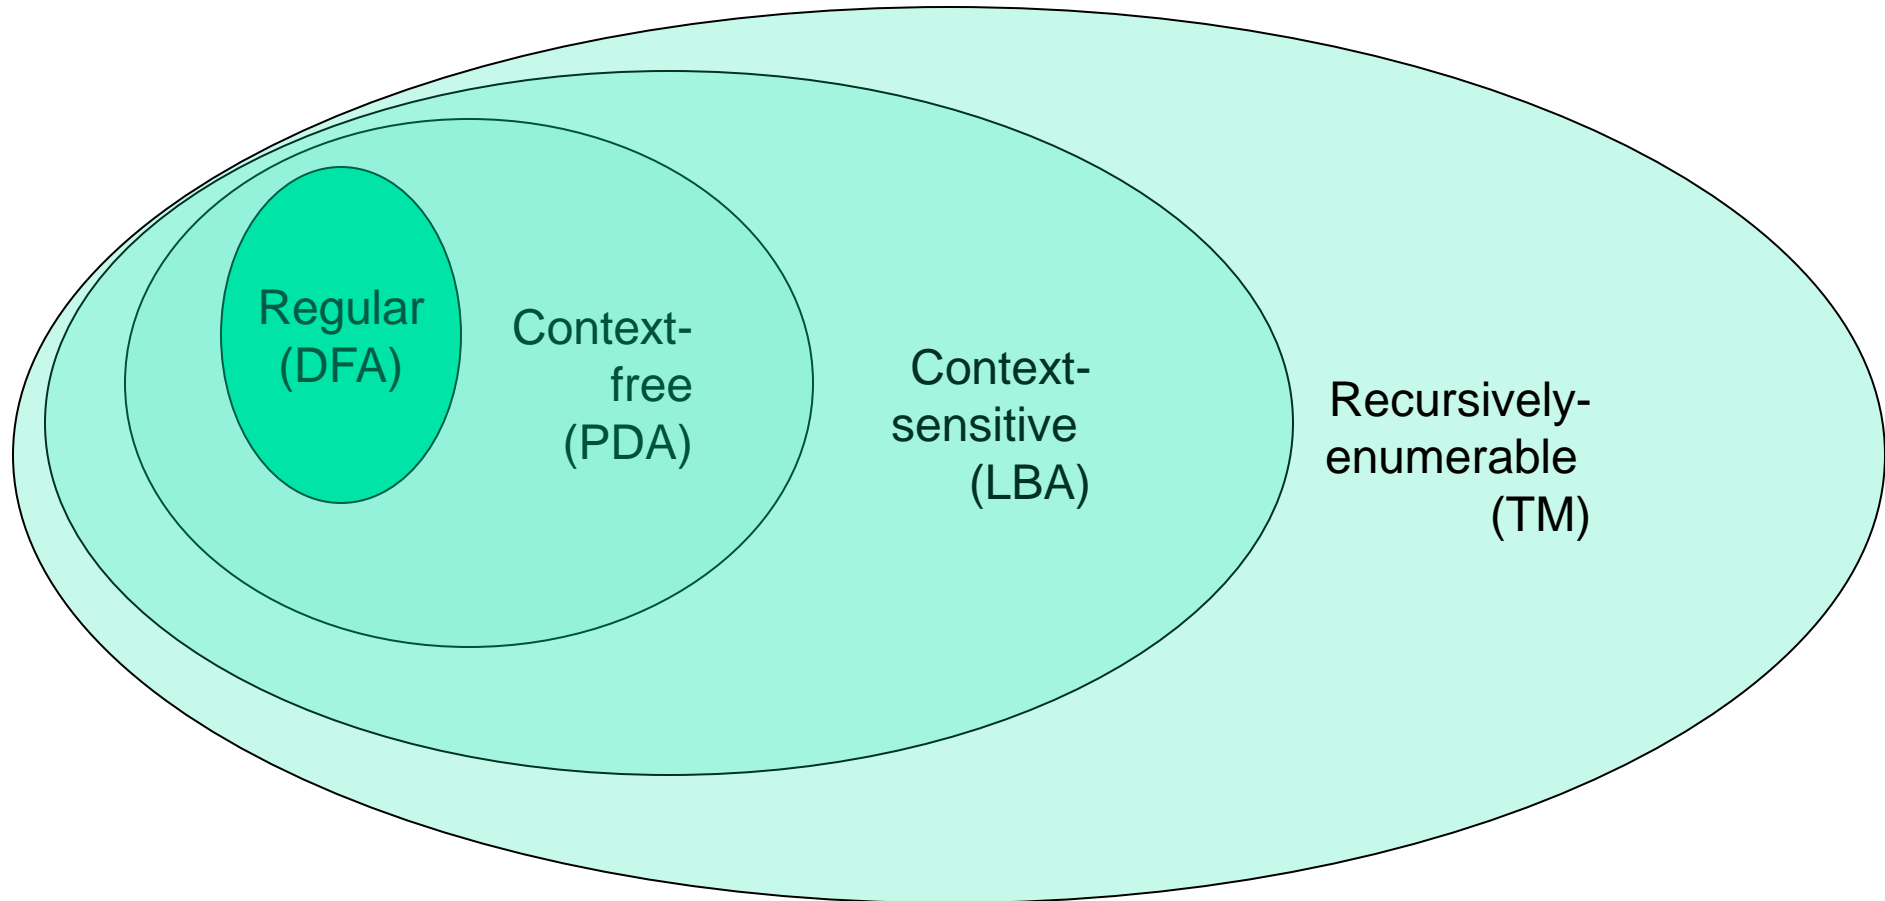 Regular
(DFA)
Context-
free
(PDA)
Context-
sensitive
(LBA)
Recursively-
enumerable
(TM)